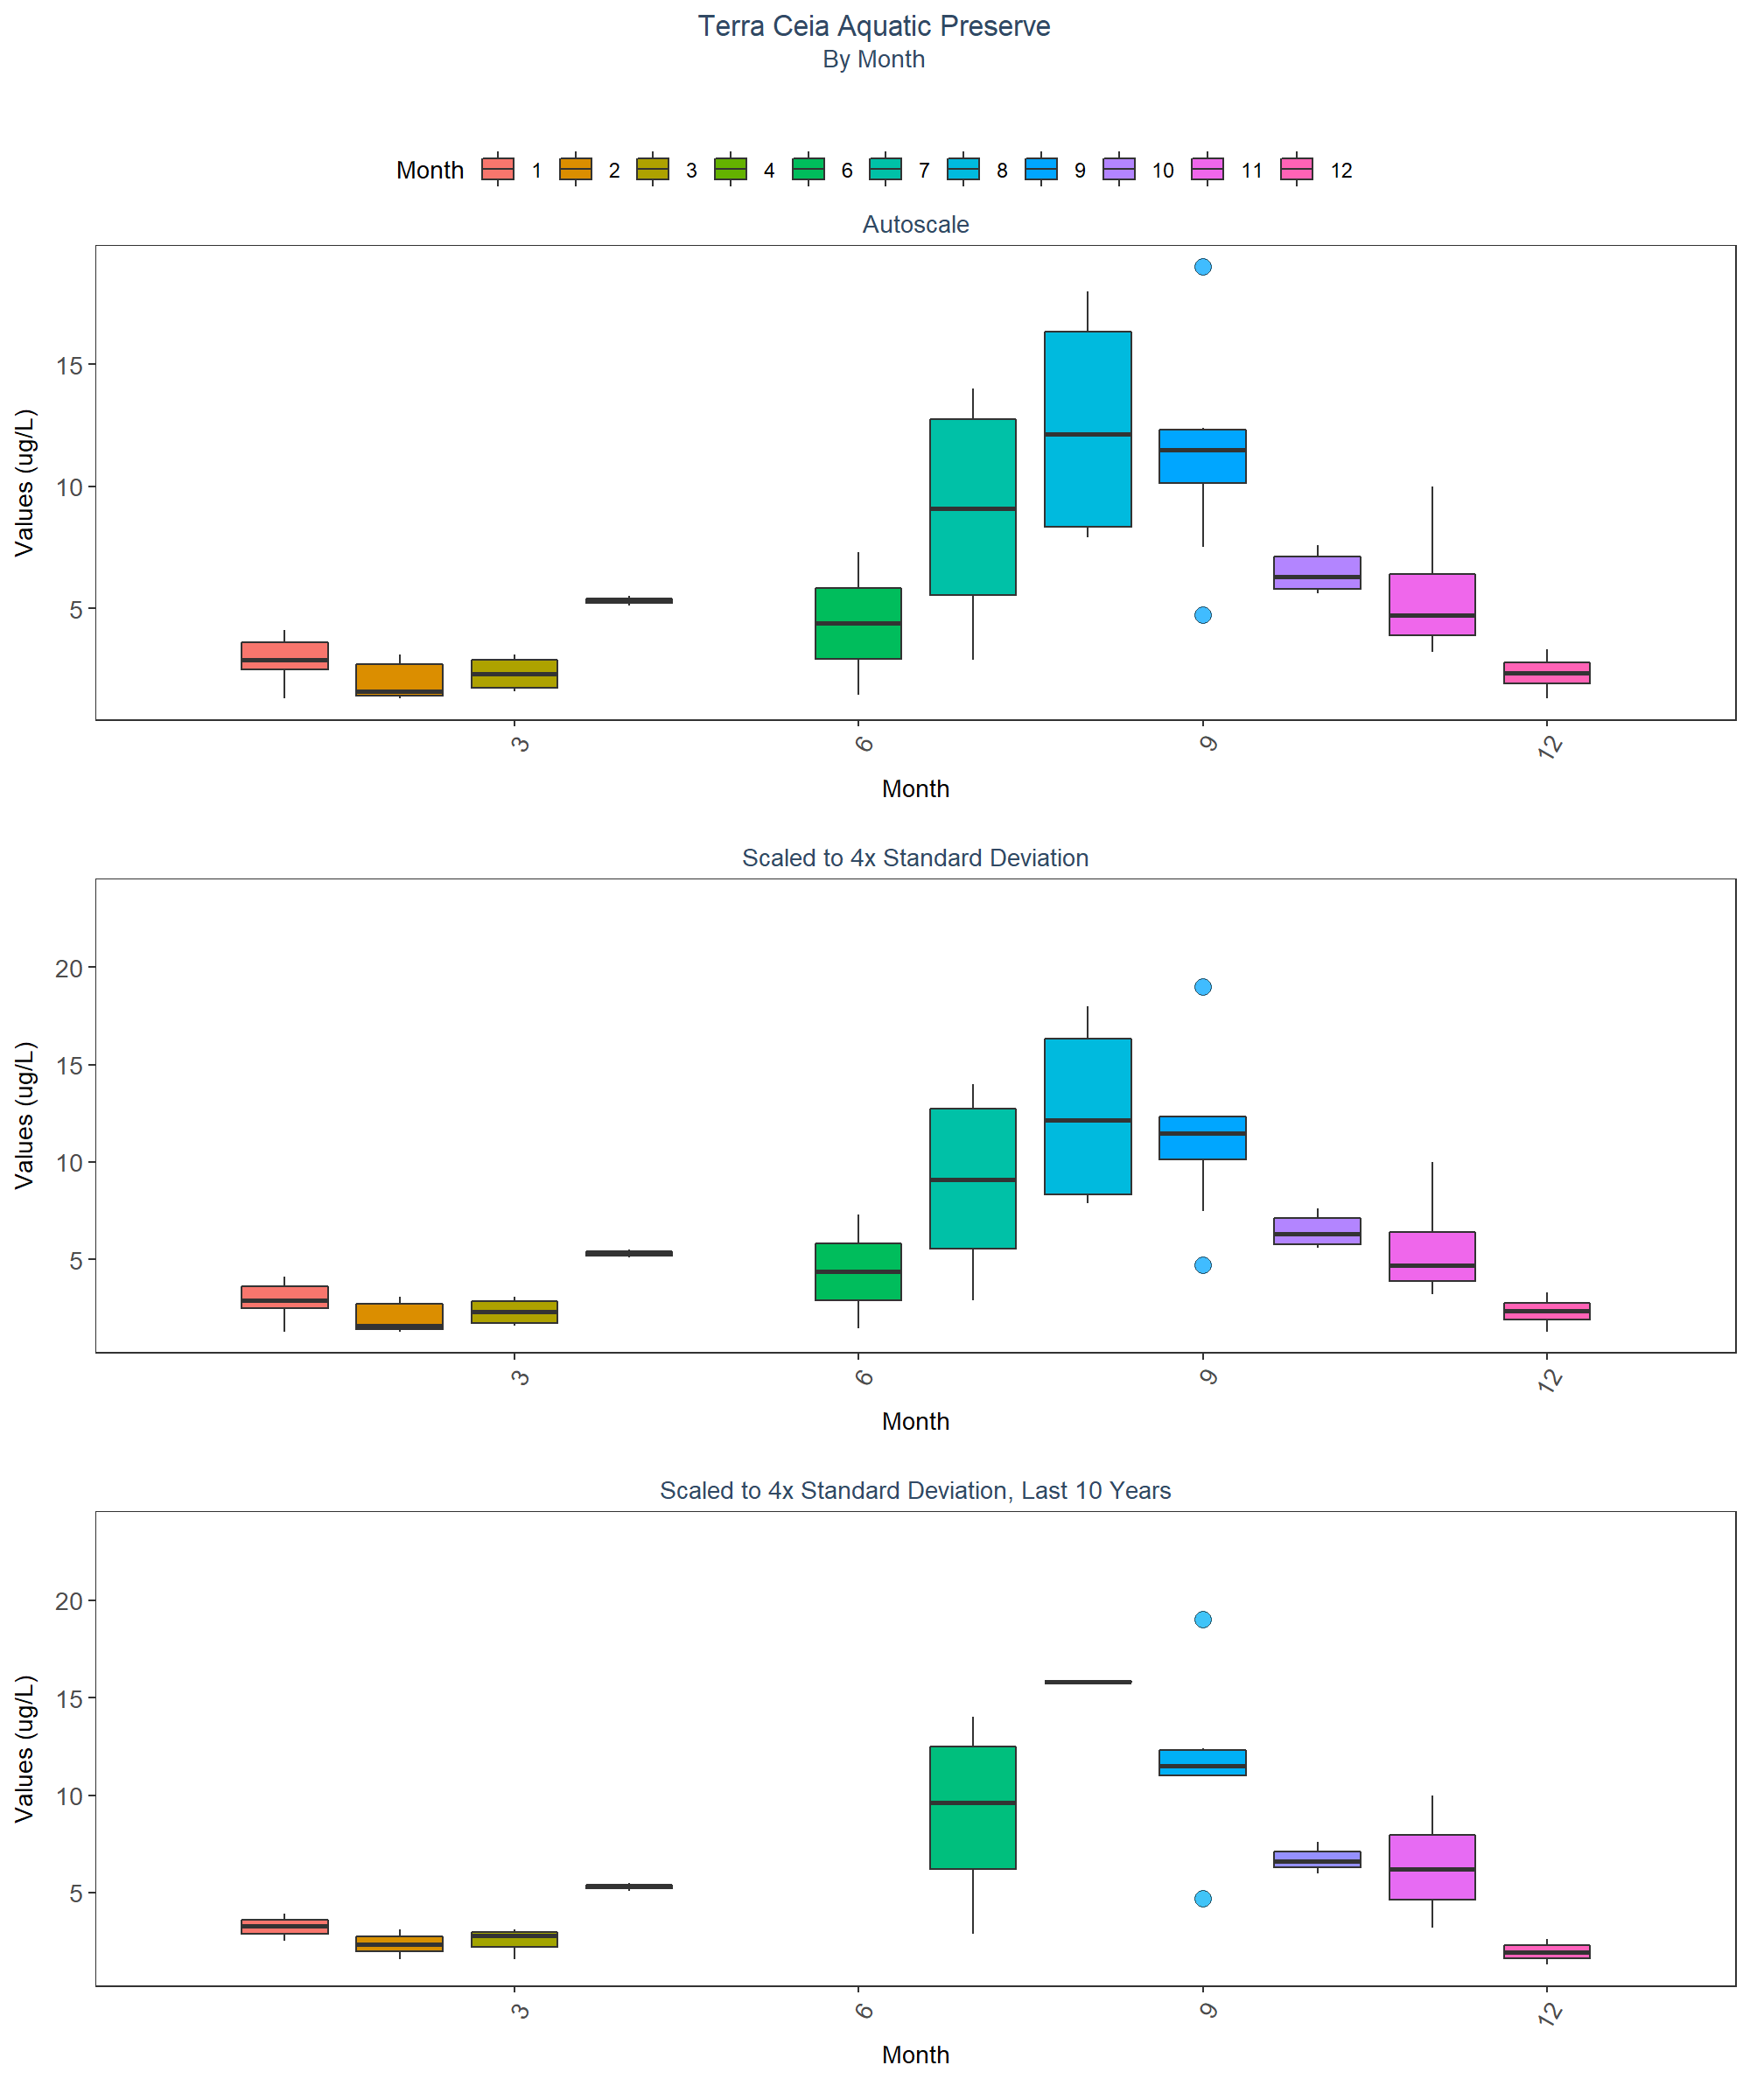 Terra Ceia Aquatic Preserve
By Month
Month 1 2 3 4 6 7 8 9 10 11 12
Autoscale
Values (ug/L)
15
10
5
3 6 9 12
Month
Scaled to 4x Standard Deviation
Values (ug/L)
20
15
10
5
3 6 9 12
Month
Scaled to 4x Standard Deviation, Last 10 Years
Values (ug/L)
20
15
10
5
3 6 9 12
Month